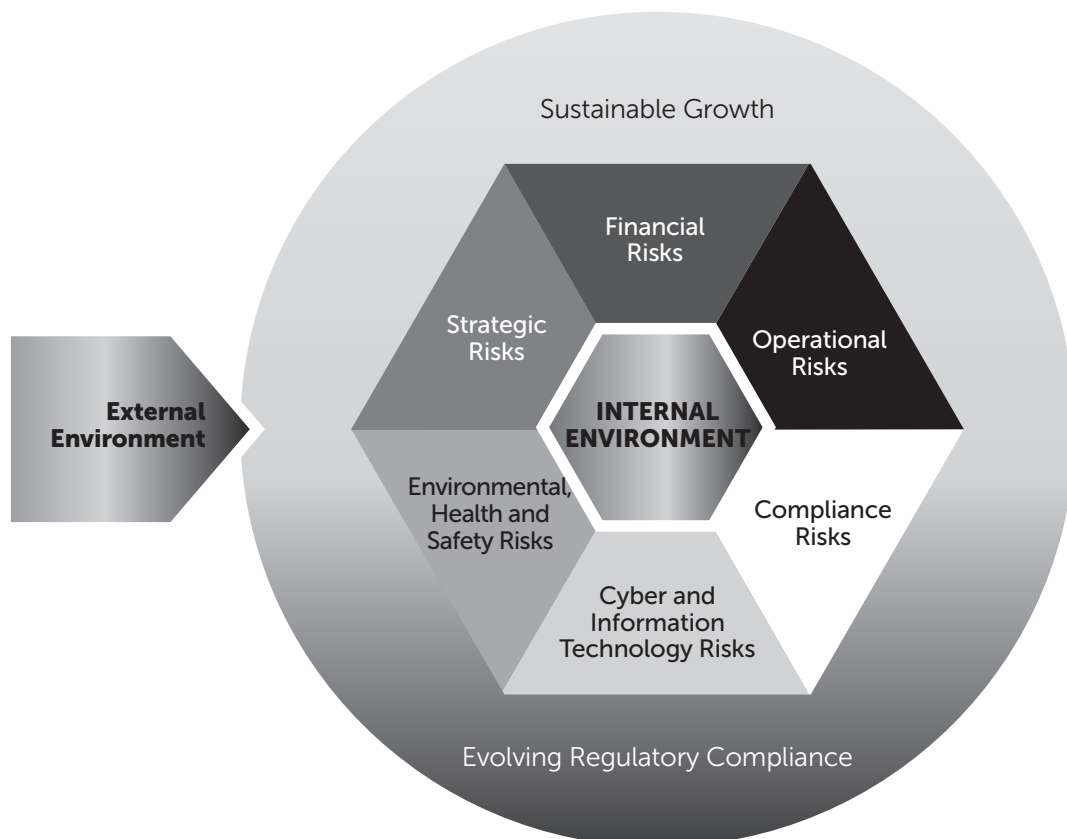 Sustainable Growth
Financial
Risks
Strategic
Risks
Operational
Risks
External
Environment
INTERNAL
ENVIRONMENT
Environmental,
Health and
Safety Risks
Compliance
Risks
Cyber and
Information
Technology Risks
Evolving Regulatory Compliance